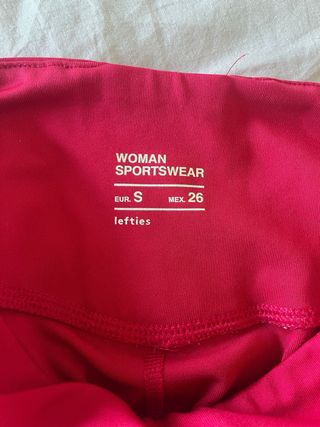 WOMAN
SPORTSWEAR
EUR. S MEX. 26
lefties